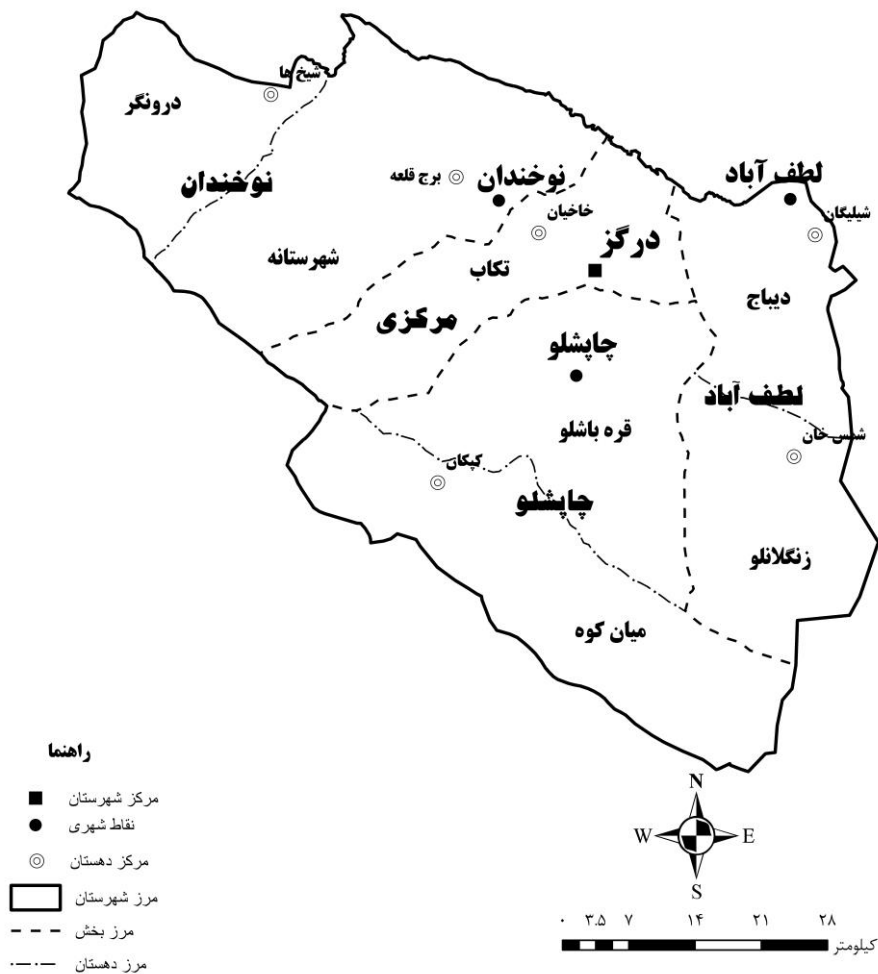 شیخ ها
درونگر
نوخندان
برج قلعه
نوخندان
لطف آباد
شیلیگان
خاخیان
درگز
شهرستانه
تکاب
دیباج
مرکزی
چاپشلو
لطف آباد
قره باشلو
شمس خان
کپکان
چاپشلو
زنگلانلو
میان کوه
راهنما
مرکز شهرستان
نقاط شهری
مرکز دهستان
مرز شهرستان
مرز بخش
مرز دهستان
N
W E
S
۰ ۳.۵ ۷ ۱۴ ۲۱ ۲۸
کیلومتر